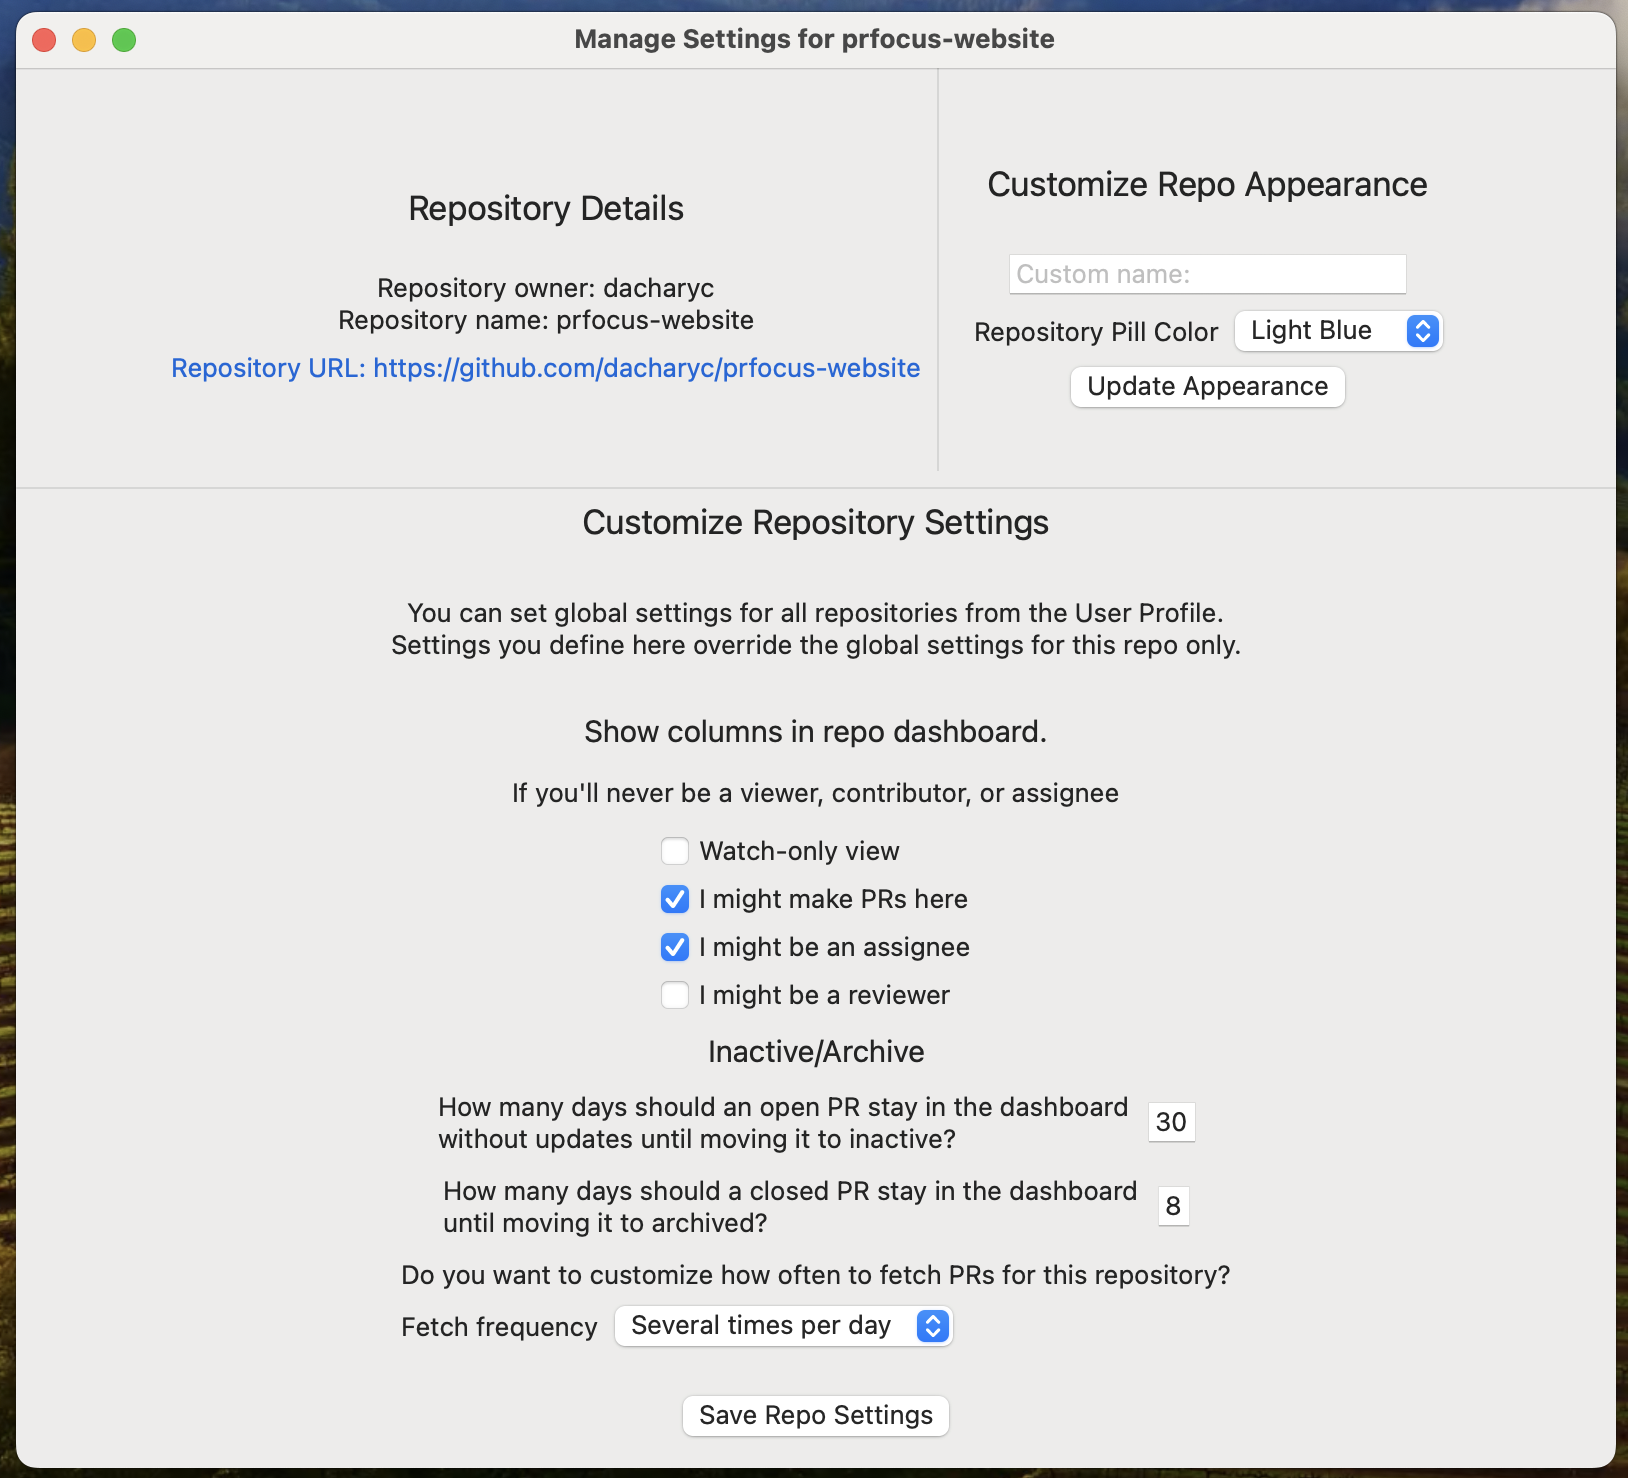 Manage Settings for prfocus-website
Repository Details
Repository owner: dacharyc
Repository name: prfocus-website
Repository URL: https://github.com/dacharyc/prfocus-website
Customize Repo Appearance
Custom name:
Repository Pill Color Light Blue
Update Appearance
Customize Repository Settings
You can set global settings for all repositories from the User Profile.
Settings you define here override the global settings for this repo only.
Show columns in repo dashboard.
If you'll never be a viewer, contributor, or assignee
Watch-only view
I might make PRs here
I might be an assignee
I might be a reviewer
Inactive/Archive
How many days should an open PR stay in the dashboard
without updates until moving it to inactive?
30
How many days should a closed PR stay in the dashboard
until moving it to archived?
8
Do you want to customize how often to fetch PRs for this repository?
Fetch frequency Several times per day
Save Repo Settings